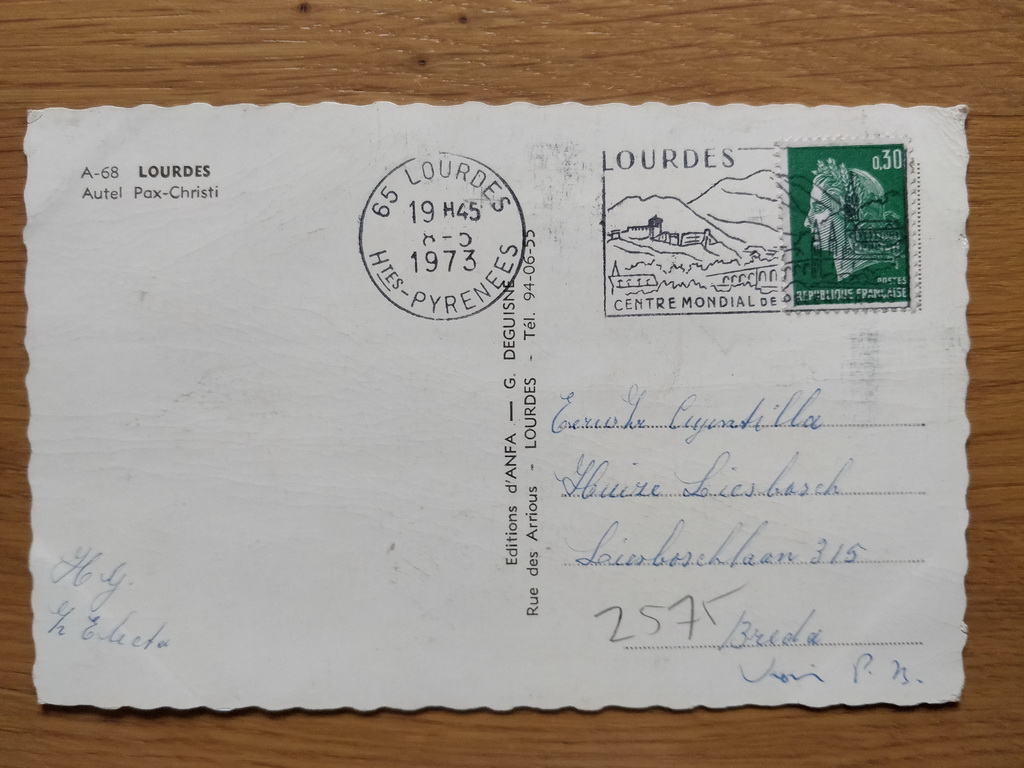 A-68 LOURDES
Autel Pax-Christi
65 LOURDES
19 H45
1973
HTES-PYRENEES
LOURDES
CENTRE MONDIAL DE
0,30
POSTES
REPUBLIQUE FRANÇAISE
Editions d'ANFA — G. DEGUISNE
Rue des Arrious - LOURDES - Tél. 94-06-55
Huize Liesbosch
Liesboschlaan 315
2575 Breda
P. B.
H. G.
Zr Electa